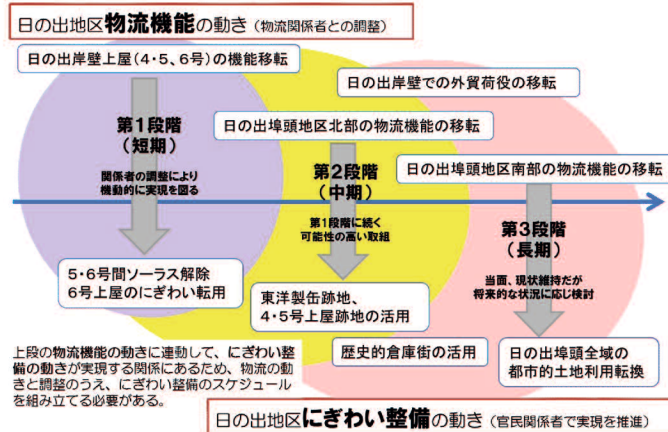 日の出地区物流機能の動き（物流関係者との調整）
日の出岸壁上屋（4・5、6号）の機能移転
日の出岸壁での外貿荷役の移転
第1段階
（短期）
関係者の調整により
機動的に実現を図る
日の出埠頭地区北部の物流機能の移転
第2段階
（中期）
第1段階に続く
可能性の高い取組
日の出埠頭地区南部の物流機能の移転
第3段階
（長期）
当面、現状維持だが
将来的な状況に応じ検討
5・6号間ソーラス解除
6号上屋のにぎわい転用
東洋製缶跡地、
4・5号上屋跡地の活用
歴史的倉庫街の活用
日の出埠頭全域の
都市的土地利用転換
上段の物流機能の動きに連動して、にぎわい整
備の動きが実現する関係にあるため、物流の動
きと調整のうえ、にぎわい整備のスケジュール
を組み立てる必要がある。
日の出地区にぎわい整備の動き（官民関係者で実現を推進）